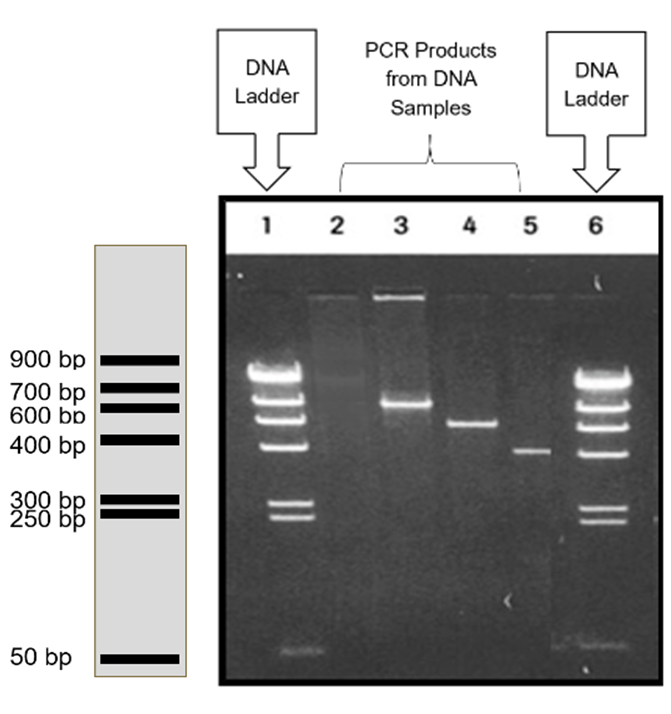 DNA
Ladder
PCR Products
from DNA
Samples
DNA
Ladder
1 2 3 4 5 6
900 bp
700 bp
600 bp
400 bp
300 bp
250 bp
50 bp